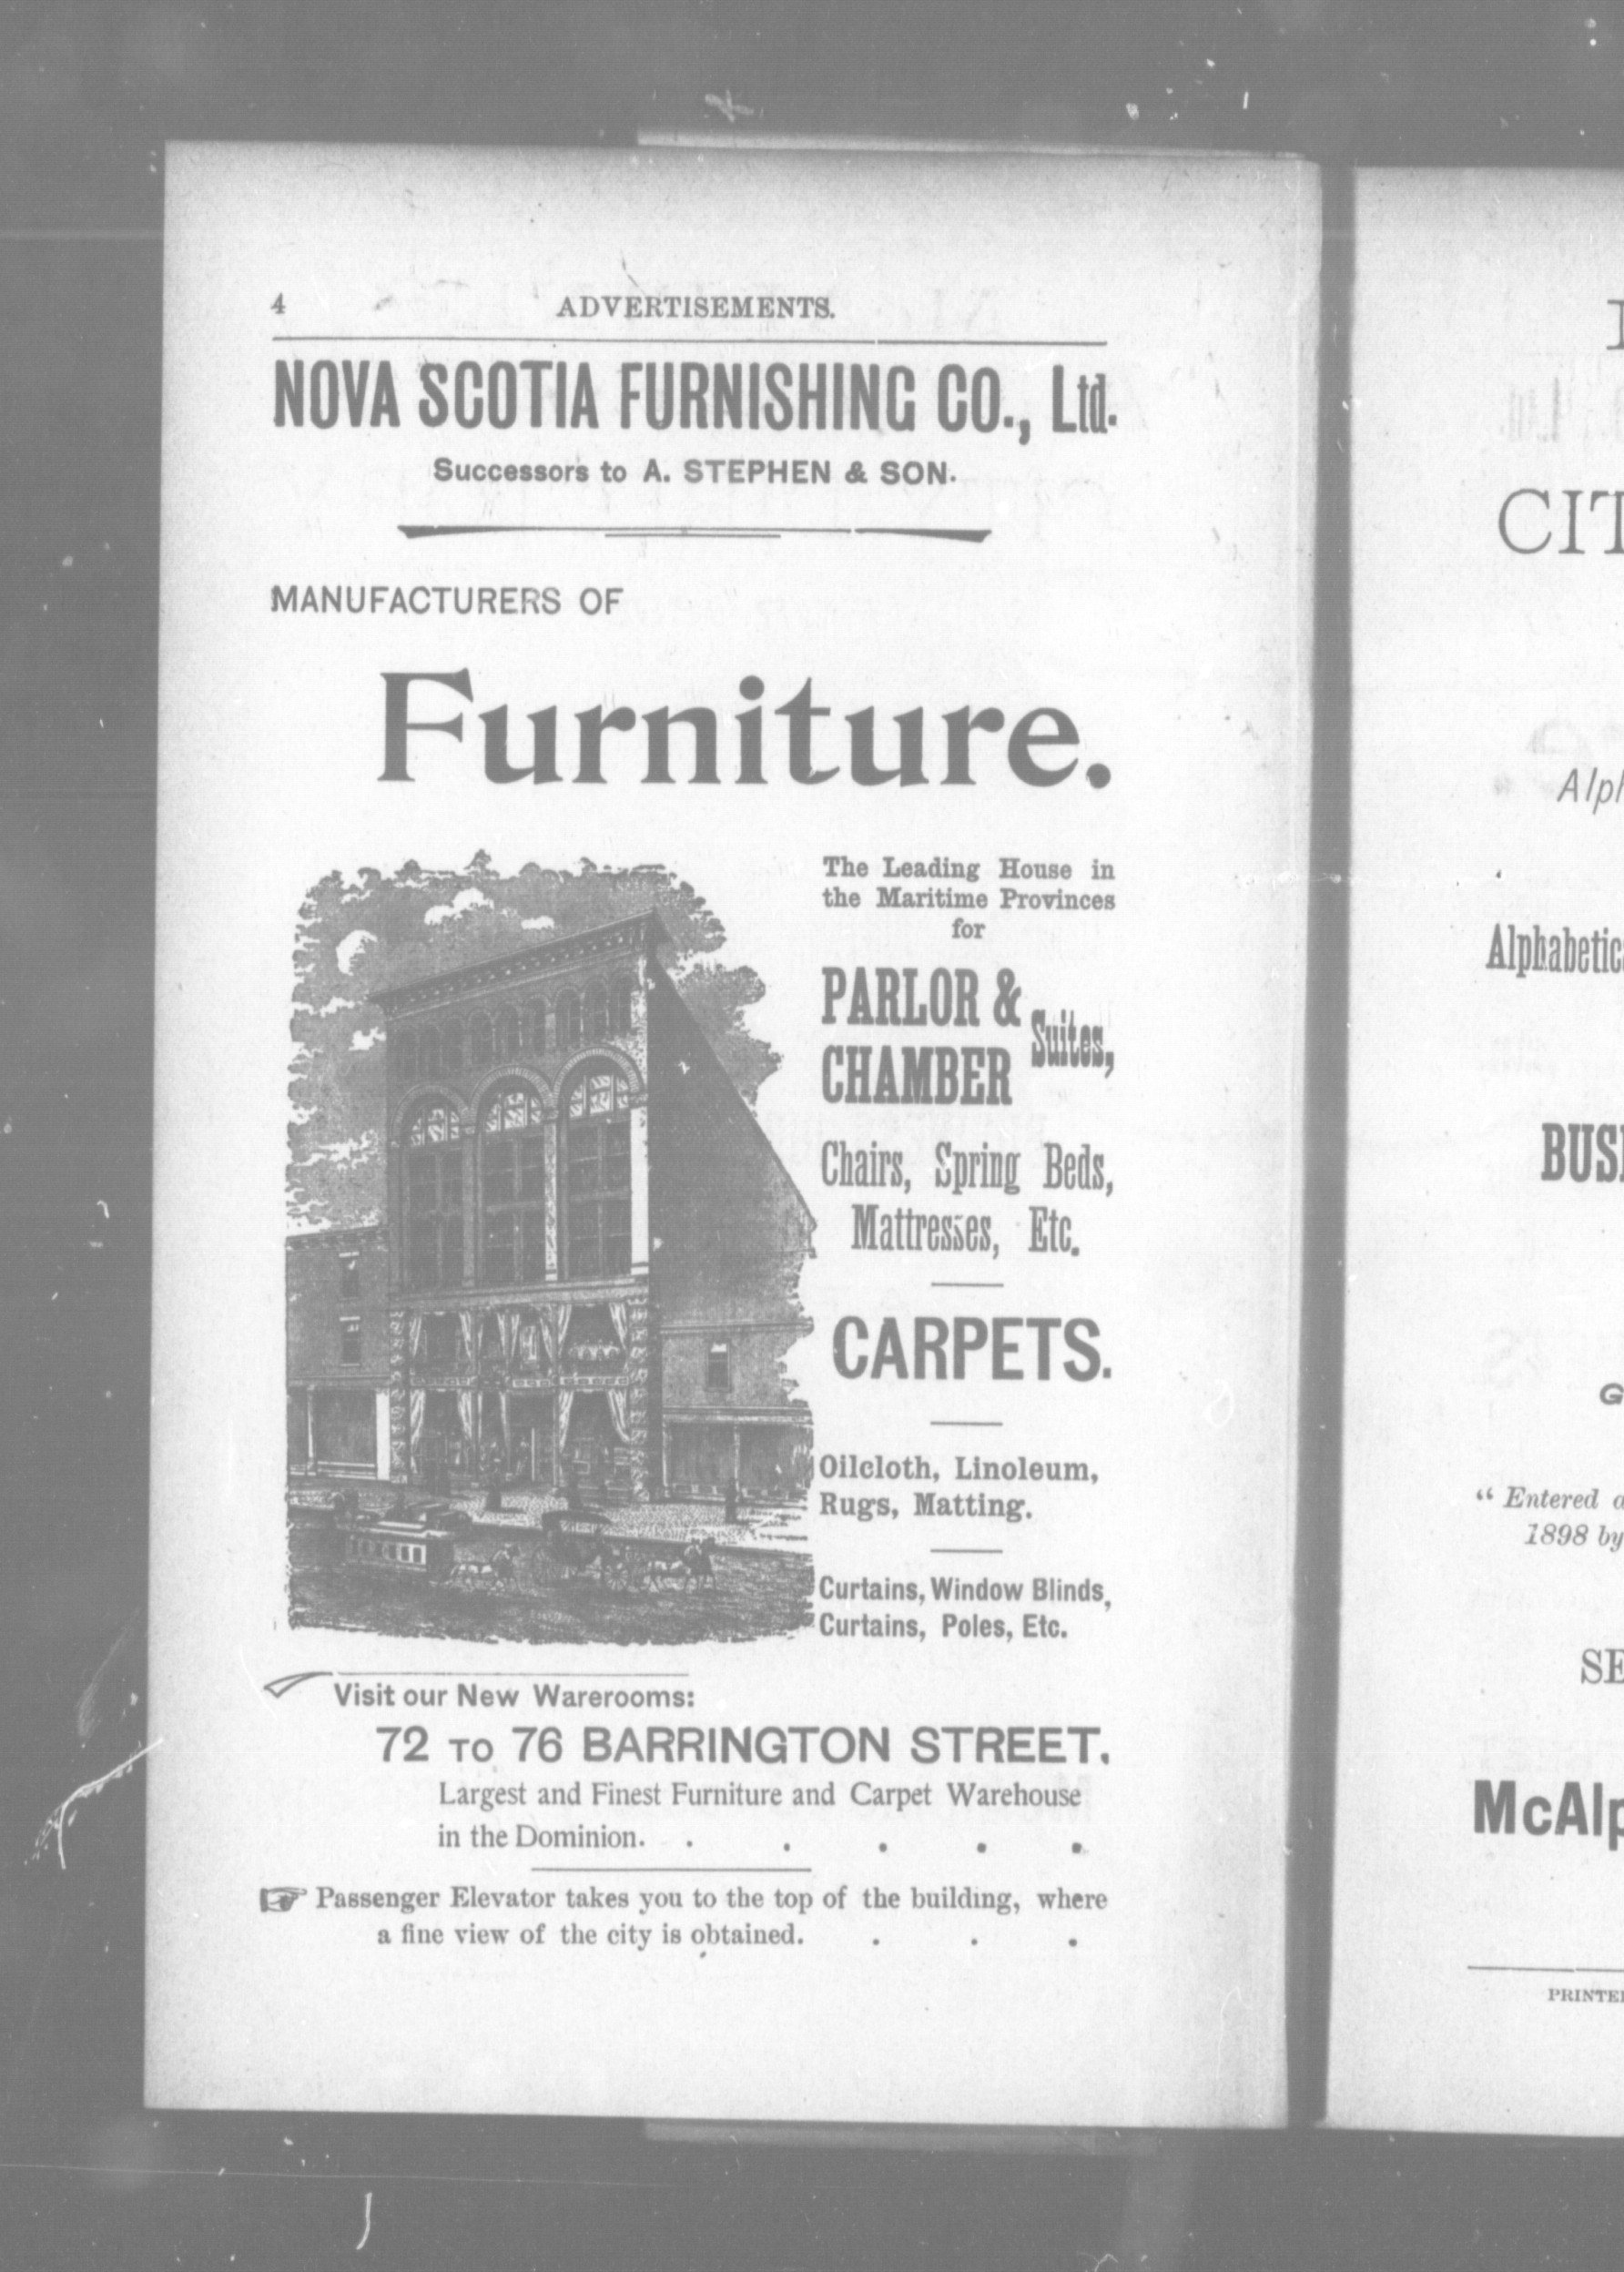 4 ADVERTISEMENTS.
NOVA SCOTIA FURNISHING CO., Ltd.
Successors to A. STEPHEN & SON.
MANUFACTURERS OF
Furniture.
The Leading House in
the Maritime Provinces
for
PARLOR &
CHAMBER Suites,
Chairs, Spring Beds,
Mattresses, Etc.
CARPETS.
Oilcloth, Linoleum,
Rugs, Matting.
Curtains, Window Blinds,
Curtains, Poles, Etc.
Visit our New Warerooms:
72 TO 76 BARRINGTON STREET,
Largest and Finest Furniture and Carpet Warehouse
in the Dominion. . . . . .
☞ Passenger Elevator takes you to the top of the building, where
a fine view of the city is obtained. . . .
CIT
Alph
Alphabetic
BUSI
G
“ Entered a
1898 by
SE
McAlp
PRINTE